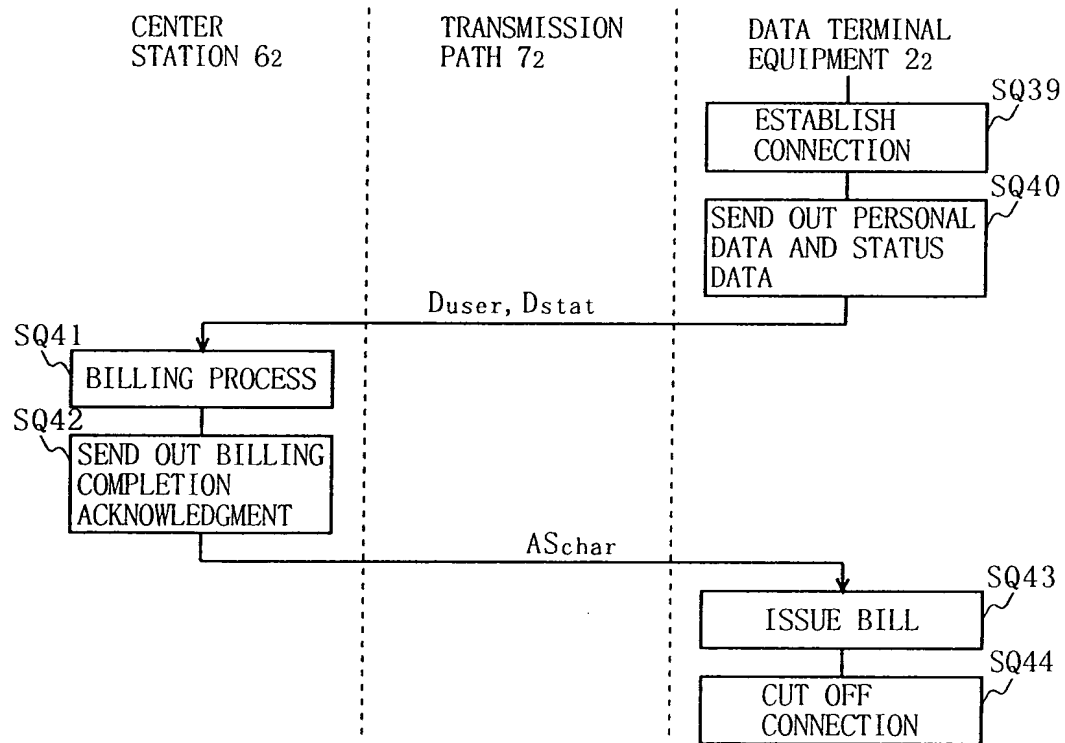 CENTER
STATION 62
TRANSMISSION
PATH 72
DATA TERMINAL
EQUIPMENT 22
SQ39
ESTABLISH
CONNECTION
SQ40
SEND OUT PERSONAL
DATA AND STATUS
DATA
Duser, Dstat
SQ41
BILLING PROCESS
SQ42
SEND OUT BILLING
COMPLETION
ACKNOWLEDGMENT
ASchar
SQ43
ISSUE BILL
SQ44
CUT OFF
CONNECTION